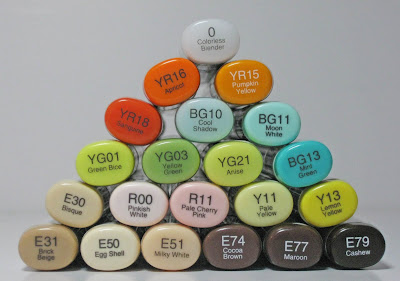 0
Colorless
Blender
YR16
Apricot
YR15
Pumpkin
Yellow
YR18
Sanguine
BG10
Cool
Shadow
BG11
Moon
White
YG01
Green Bice
YG03
Yellow
Green
YG21
Anise
BG13
Mint
Green
E30
Bisque
R00
Pinkish
White
R11
Pale Cherry
Pink
Y11
Pale
Yellow
Y13
Lemon
Yellow
E31
Brick
Beige
E50
Egg Shell
E51
Milky White
E74
Cocoa
Brown
E77
Maroon
E79
Cashew